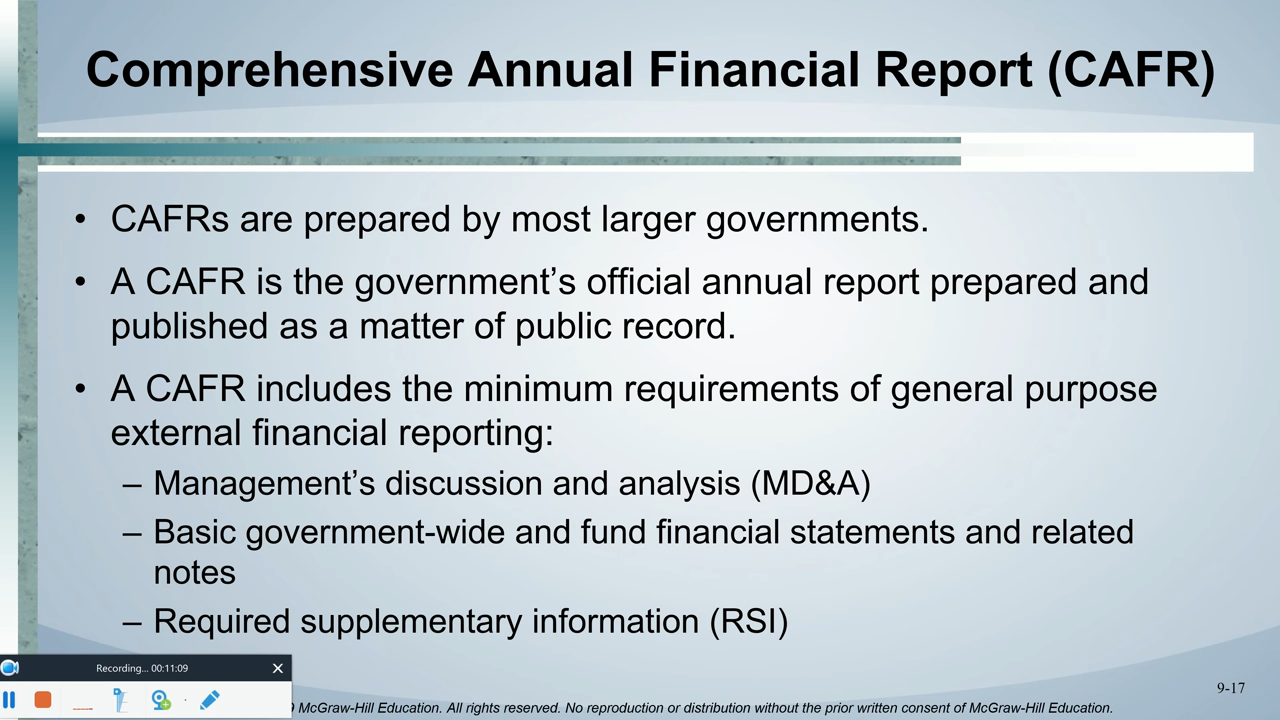 Comprehensive Annual Financial Report (CAFR)
• CAFRs are prepared by most larger governments.
• A CAFR is the government’s official annual report prepared and
published as a matter of public record.
• A CAFR includes the minimum requirements of general purpose
external financial reporting:
– Management’s discussion and analysis (MD&A)
– Basic government-wide and fund financial statements and related
notes
– Required supplementary information (RSI)
Recording... 00:11:09
9-17
McGraw-Hill Education. All rights reserved. No reproduction or distribution without the prior written consent of McGraw-Hill Education.